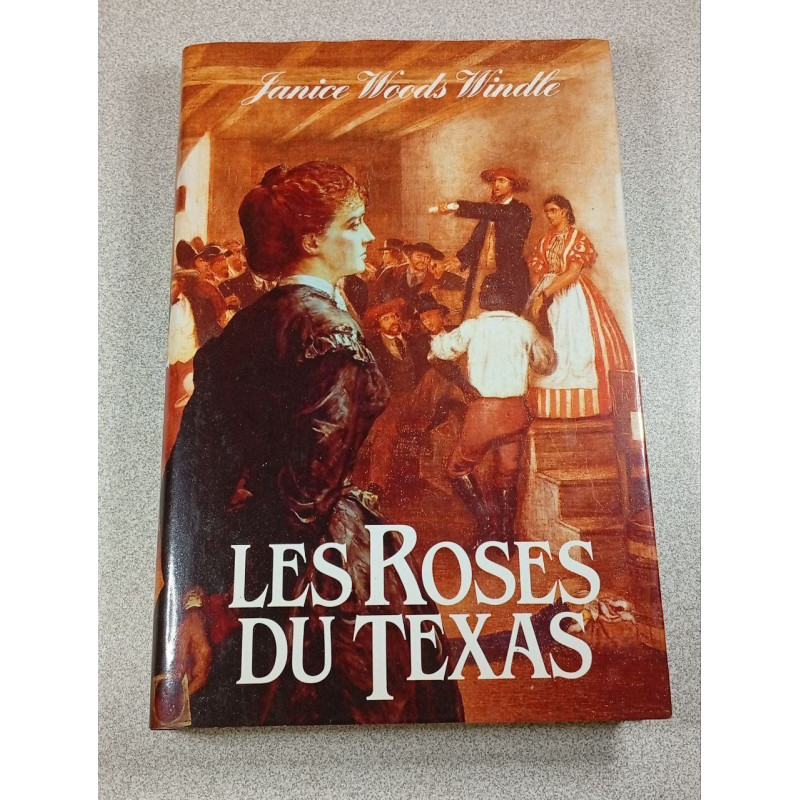 Janice Woods Windle
LES ROSES
DU TEXAS